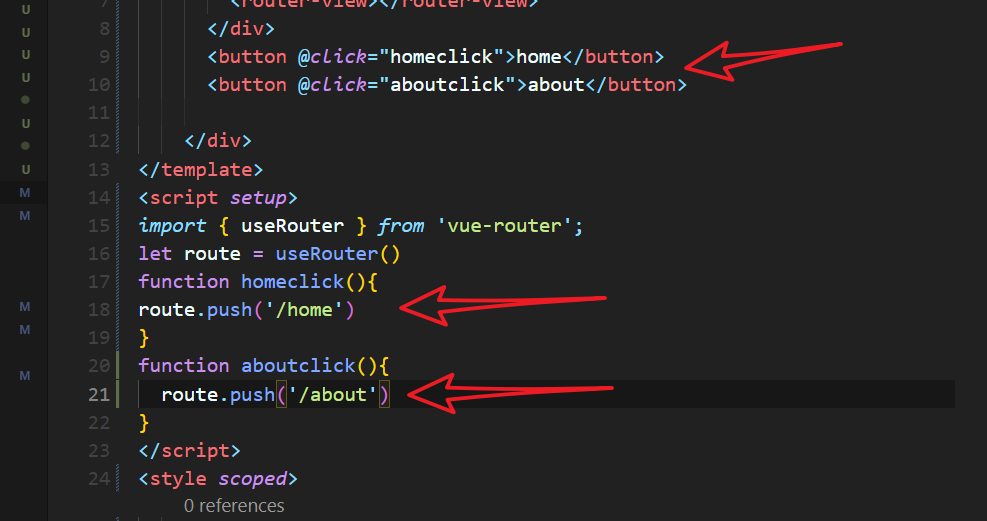 U
7 <router-view></router-view>
U 8 </div>
U 9 <button @click="homeclick">home</button>
U 10 <button @click="aboutclick">about</button>
11
U 12 </div>
U 13 </template>
M 14 <script setup>
M 15 import { useRouter } from 'vue-router';
16 let route = useRouter()
17 function homeclick(){
M 18 route.push('/home')
M 19 }
20 function aboutclick(){
M 21 route.push('/about')
22 }
23 </script>
24 <style scoped>
0 references